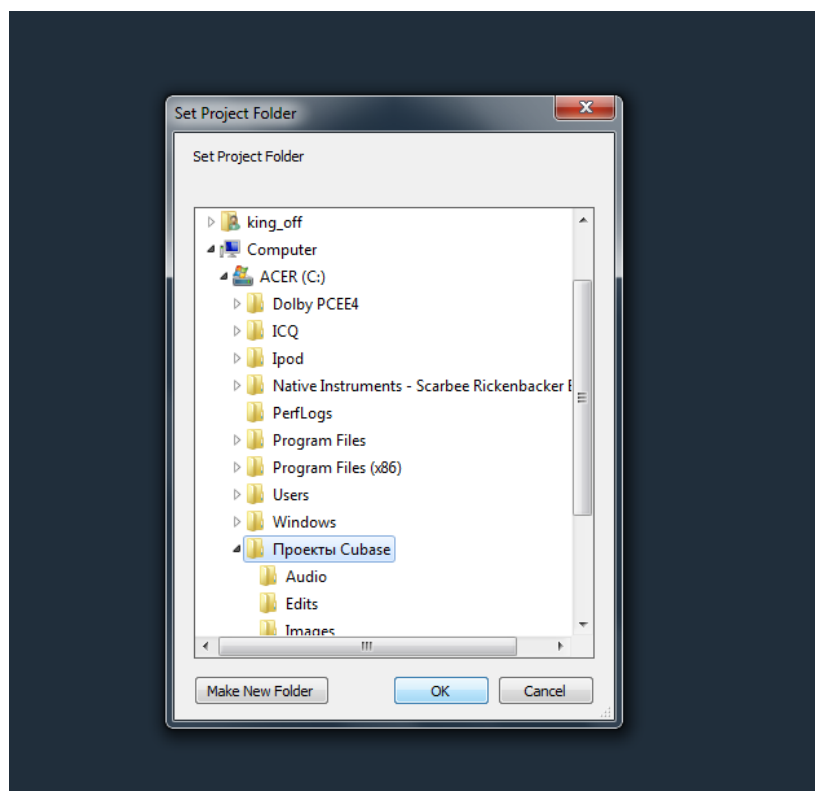 Set Project Folder
Set Project Folder
king_off
Computer
ACER (C:)
Dolby PCEE4
ICQ
Ipod
Native Instruments - Scarbee Rickenbacker
PerfLogs
Program Files
Program Files (x86)
Users
Windows
Проекты Cubase
Audio
Edits
Images
Make New Folder
OK
Cancel